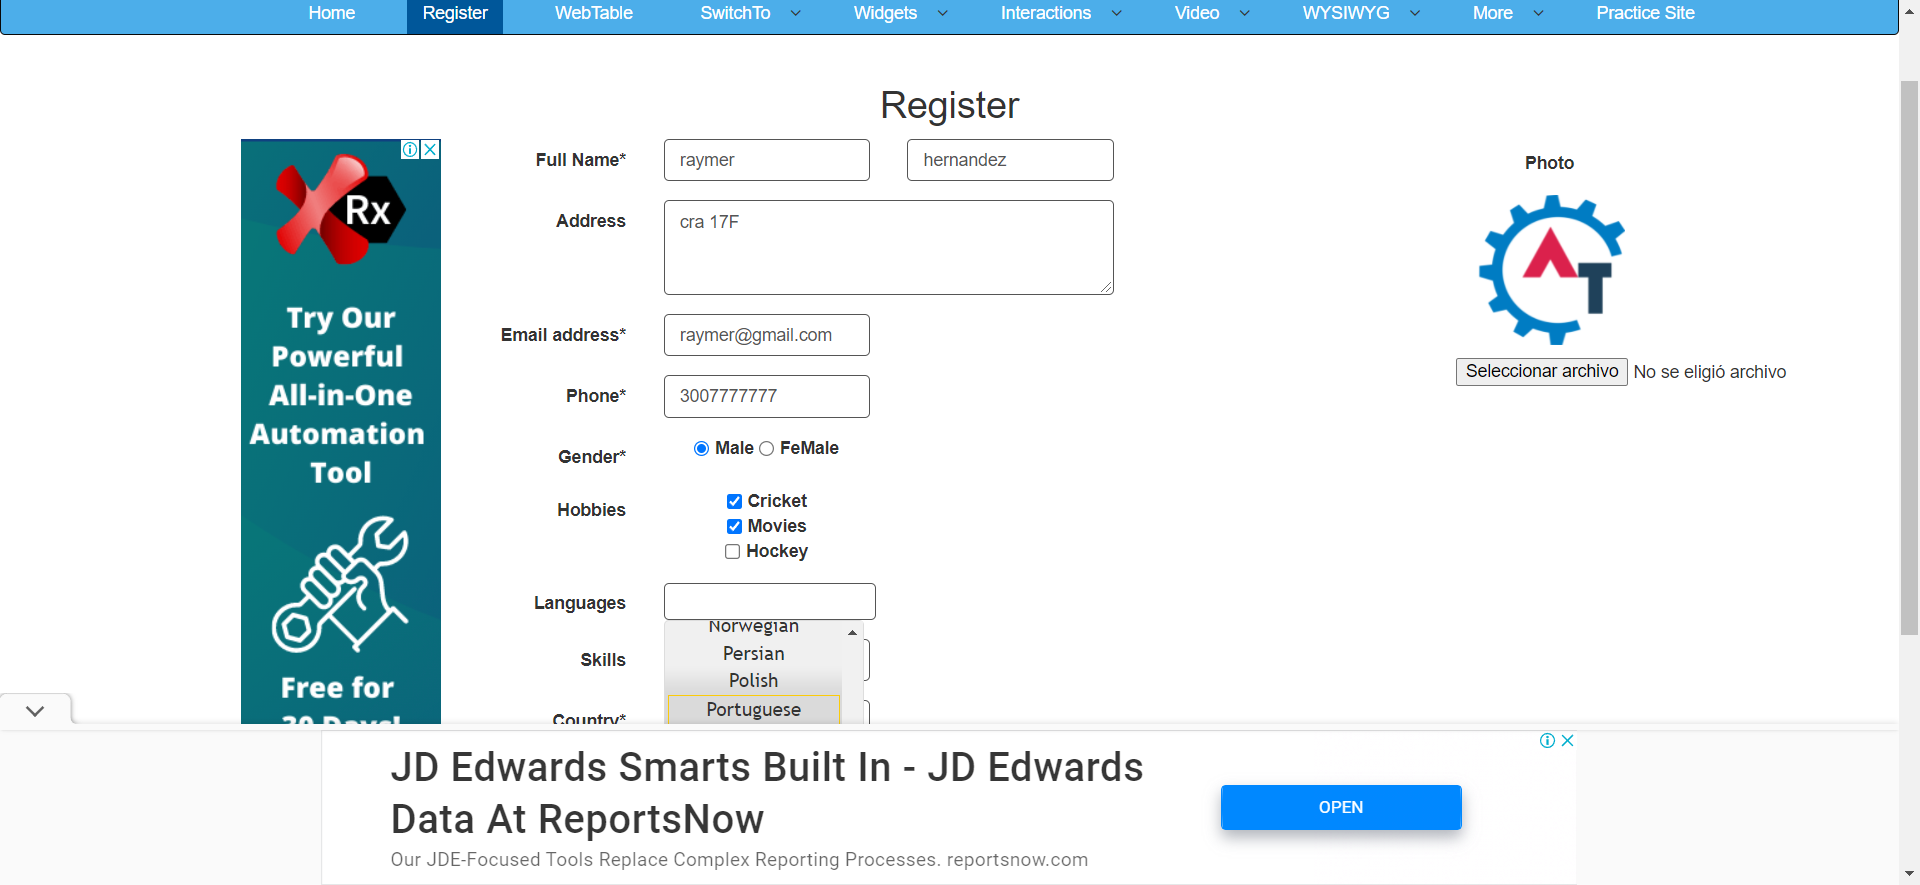 Home Register WebTable SwitchTo Widgets Interactions Video WYSIWYG More Practice Site
Register
Rx
Try Our
Powerful
All-in-One
Automation
Tool
Free for
30 Days!
Full Name* raymer hernandez
Address cra 17F
Email address* raymer@gmail.com
Phone* 3007777777
Gender* Male FeMale
Hobbies Cricket
Movies
Hockey
Languages
Norwegian
Persian
Skills
Polish
Portuguese
Country*
Photo
AT
Seleccionar archivo No se eligió archivo
JD Edwards Smarts Built In - JD Edwards
Data At ReportsNow
Our JDE-Focused Tools Replace Complex Reporting Processes. reportsnow.com
OPEN